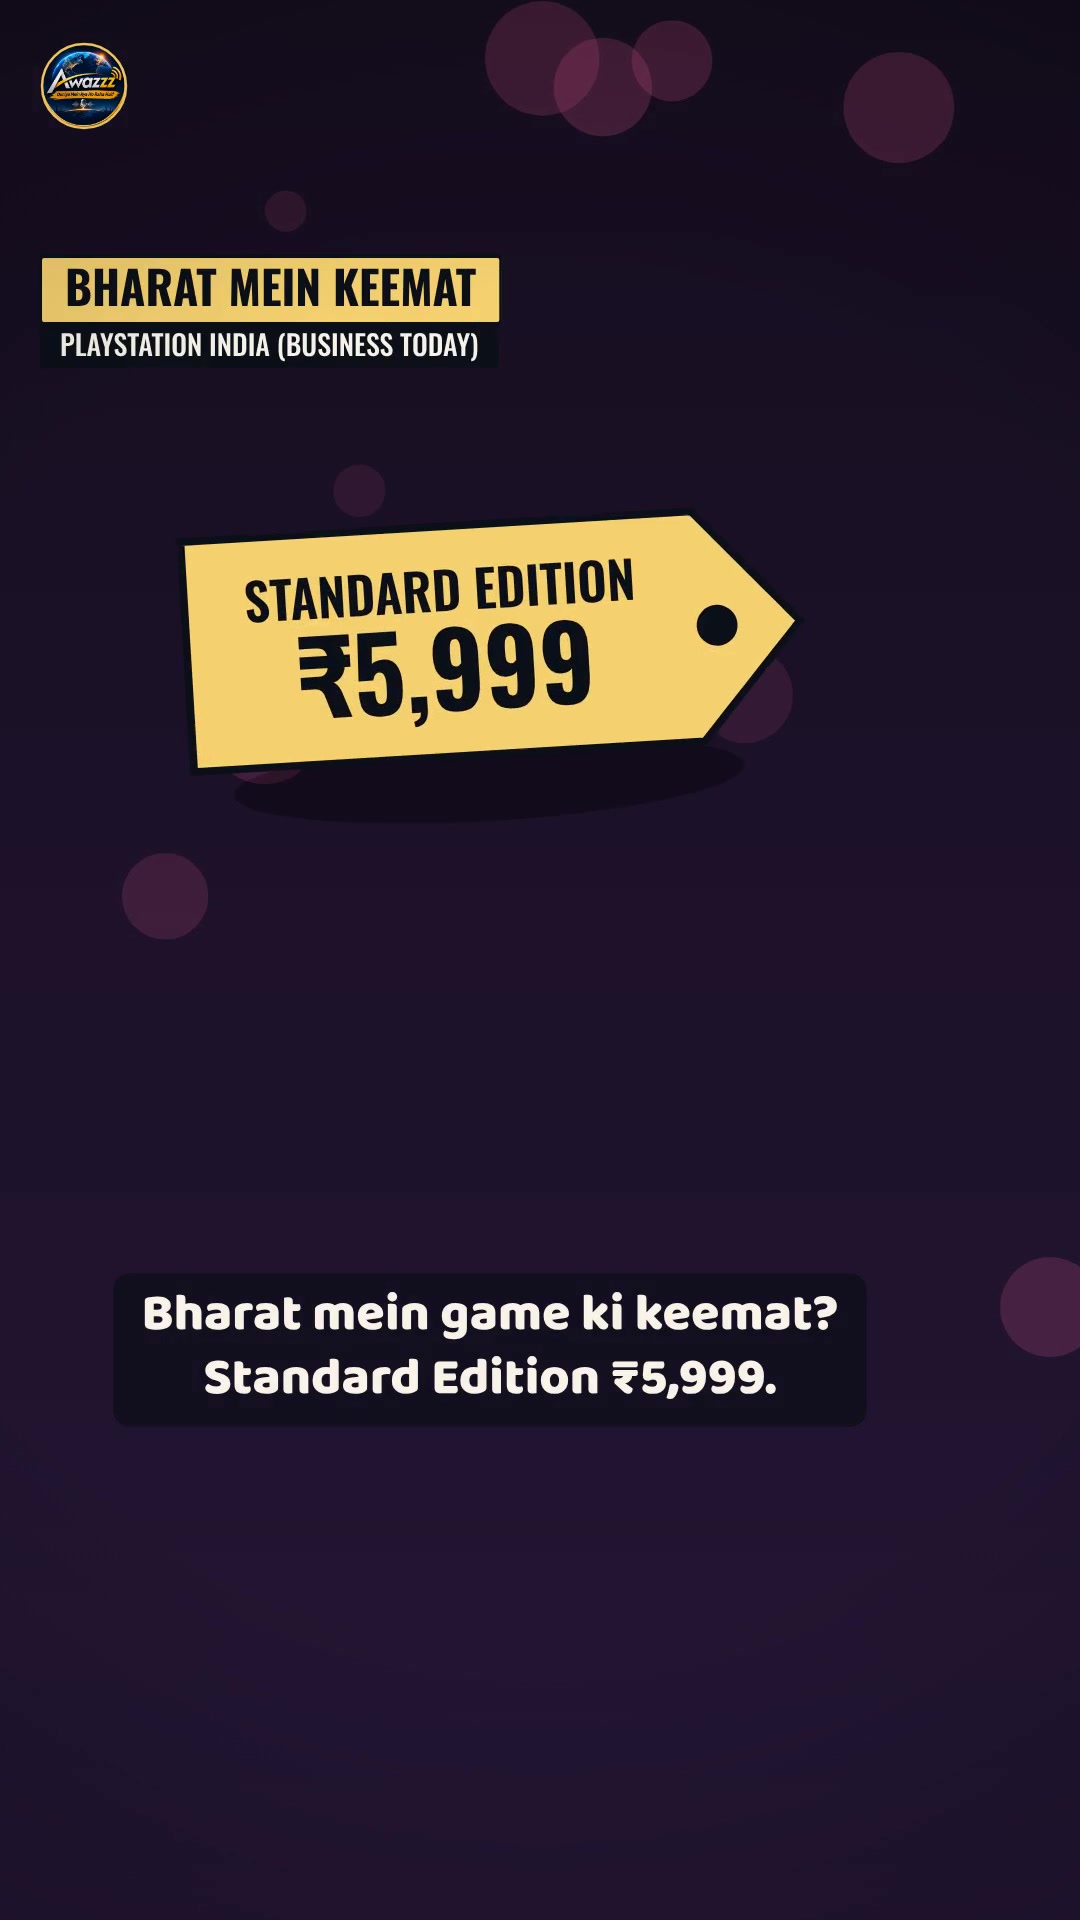 Awazzz
BHARAT MEIN KEEMAT
PLAYSTATION INDIA (BUSINESS TODAY)
STANDARD EDITION
₹5,999
Bharat mein game ki keemat?
Standard Edition ₹5,999.